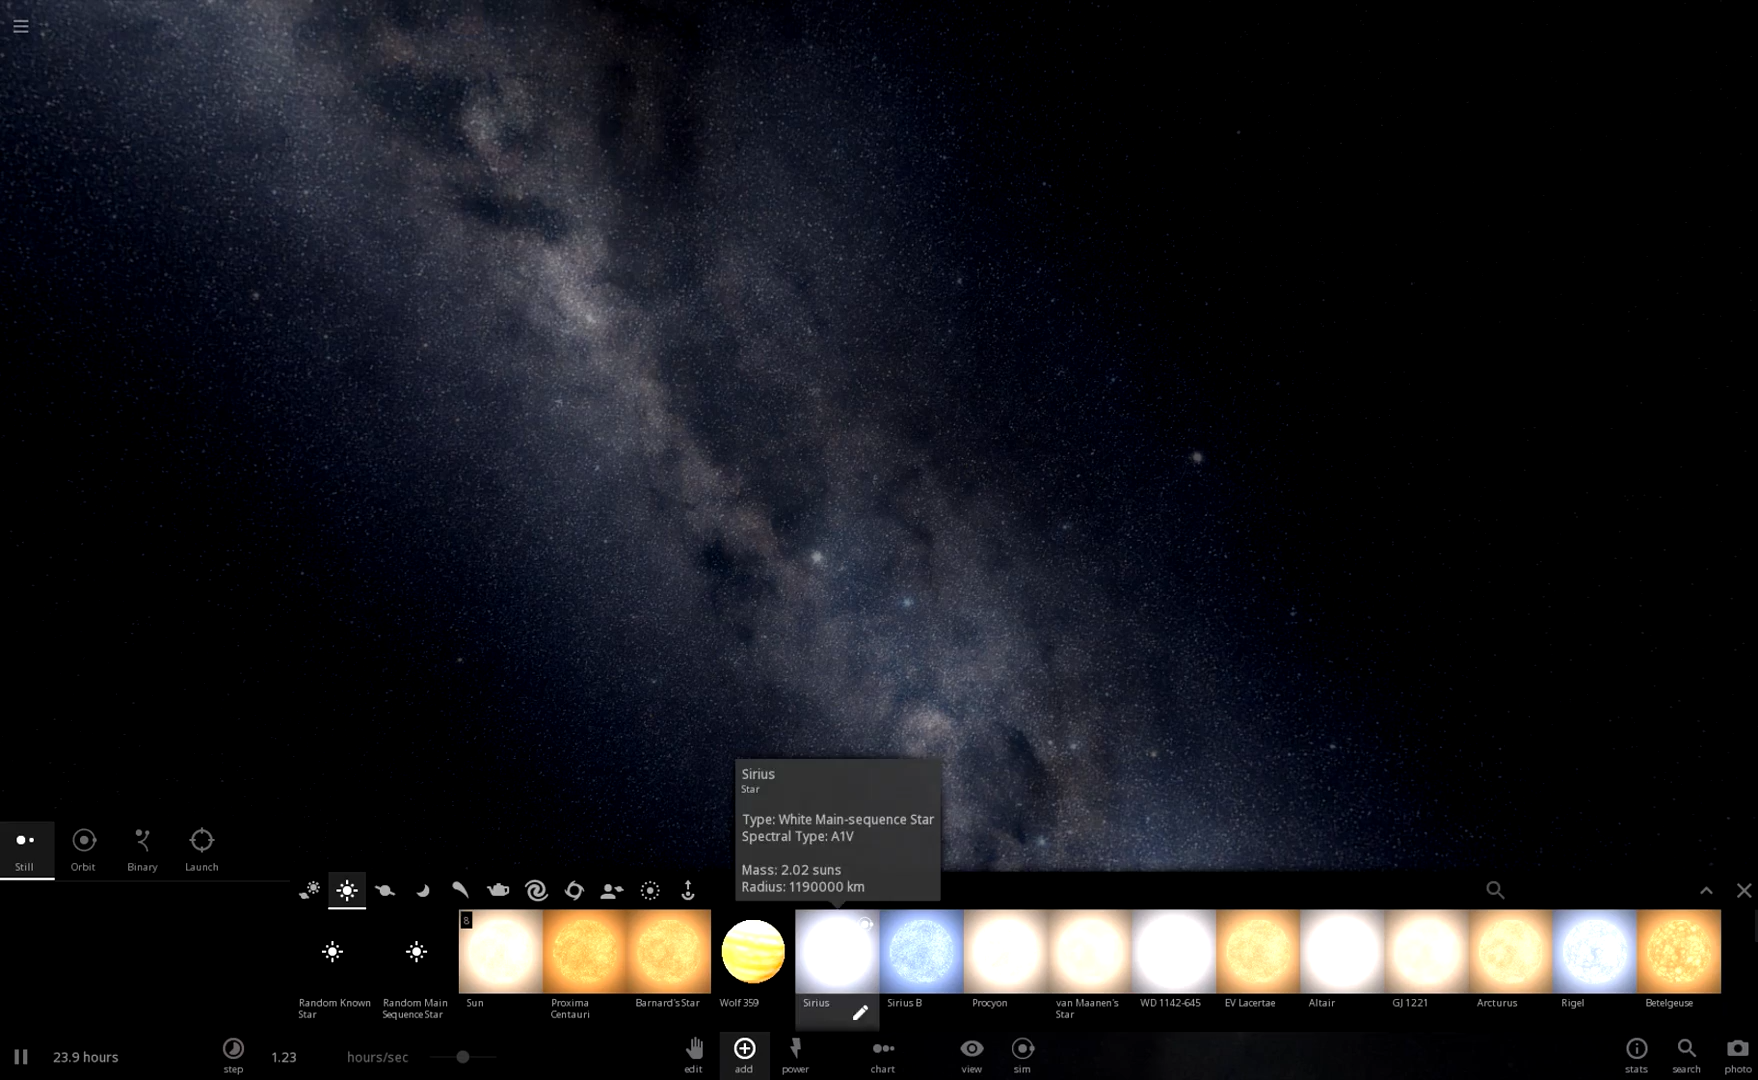 Sirius
Star
Type: White Main-sequence Star
Spectral Type: A1V
Mass: 2.02 suns
Radius: 1190000 km
Still
Orbit
Binary
Launch
8
Random Known
Star
Random Main
Sequence Star
Sun
Proxima
Centauri
Barnard's Star
Wolf 359
Sirius
Sirius B
Procyon
van Maanen's
Star
WD 1142-645
EV Lacertae
Altair
GJ 1221
Arcturus
Rigel
Betelgeuse
23.9 hours
step
1.23
hours/sec
edit
add
power
chart
view
sim
stats
search
photo